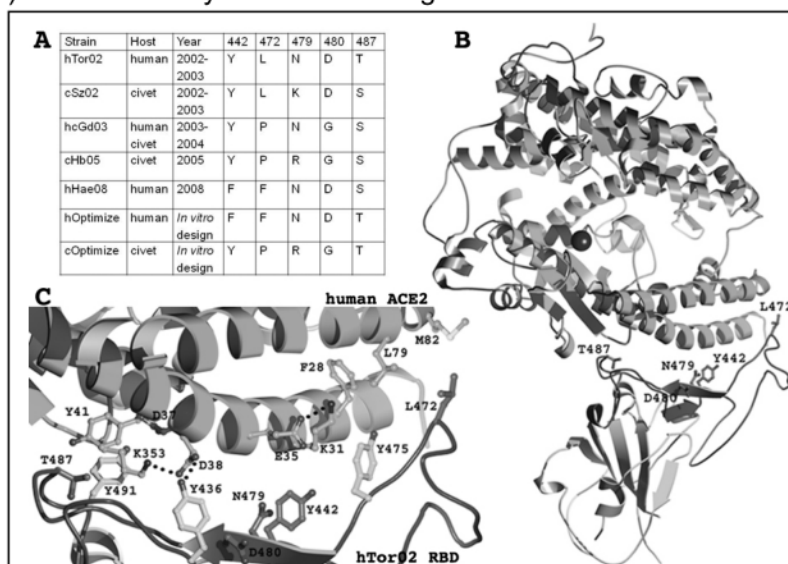 A
Strain Host Year 442 472 479 480 487
hTor02 human 2002-2003 Y L N D T
cSz02 civet 2002-2003 Y L K D S
hcGd03 human civet 2003-2004 Y P N G S
cHb05 civet 2005 Y P R G S
hHae08 human 2008 F F N D S
hOptimize human In vitro design F F N D T
cOptimize civet In vitro design Y P R G T
B
L472
T487
N479
Y442
D480
C
human ACE2
M82
L79
F28
L472
Y41
D37
E35
K31
Y475
K353
D38
T487
Y491
Y436
N479
Y442
D480
hTor02 RBD